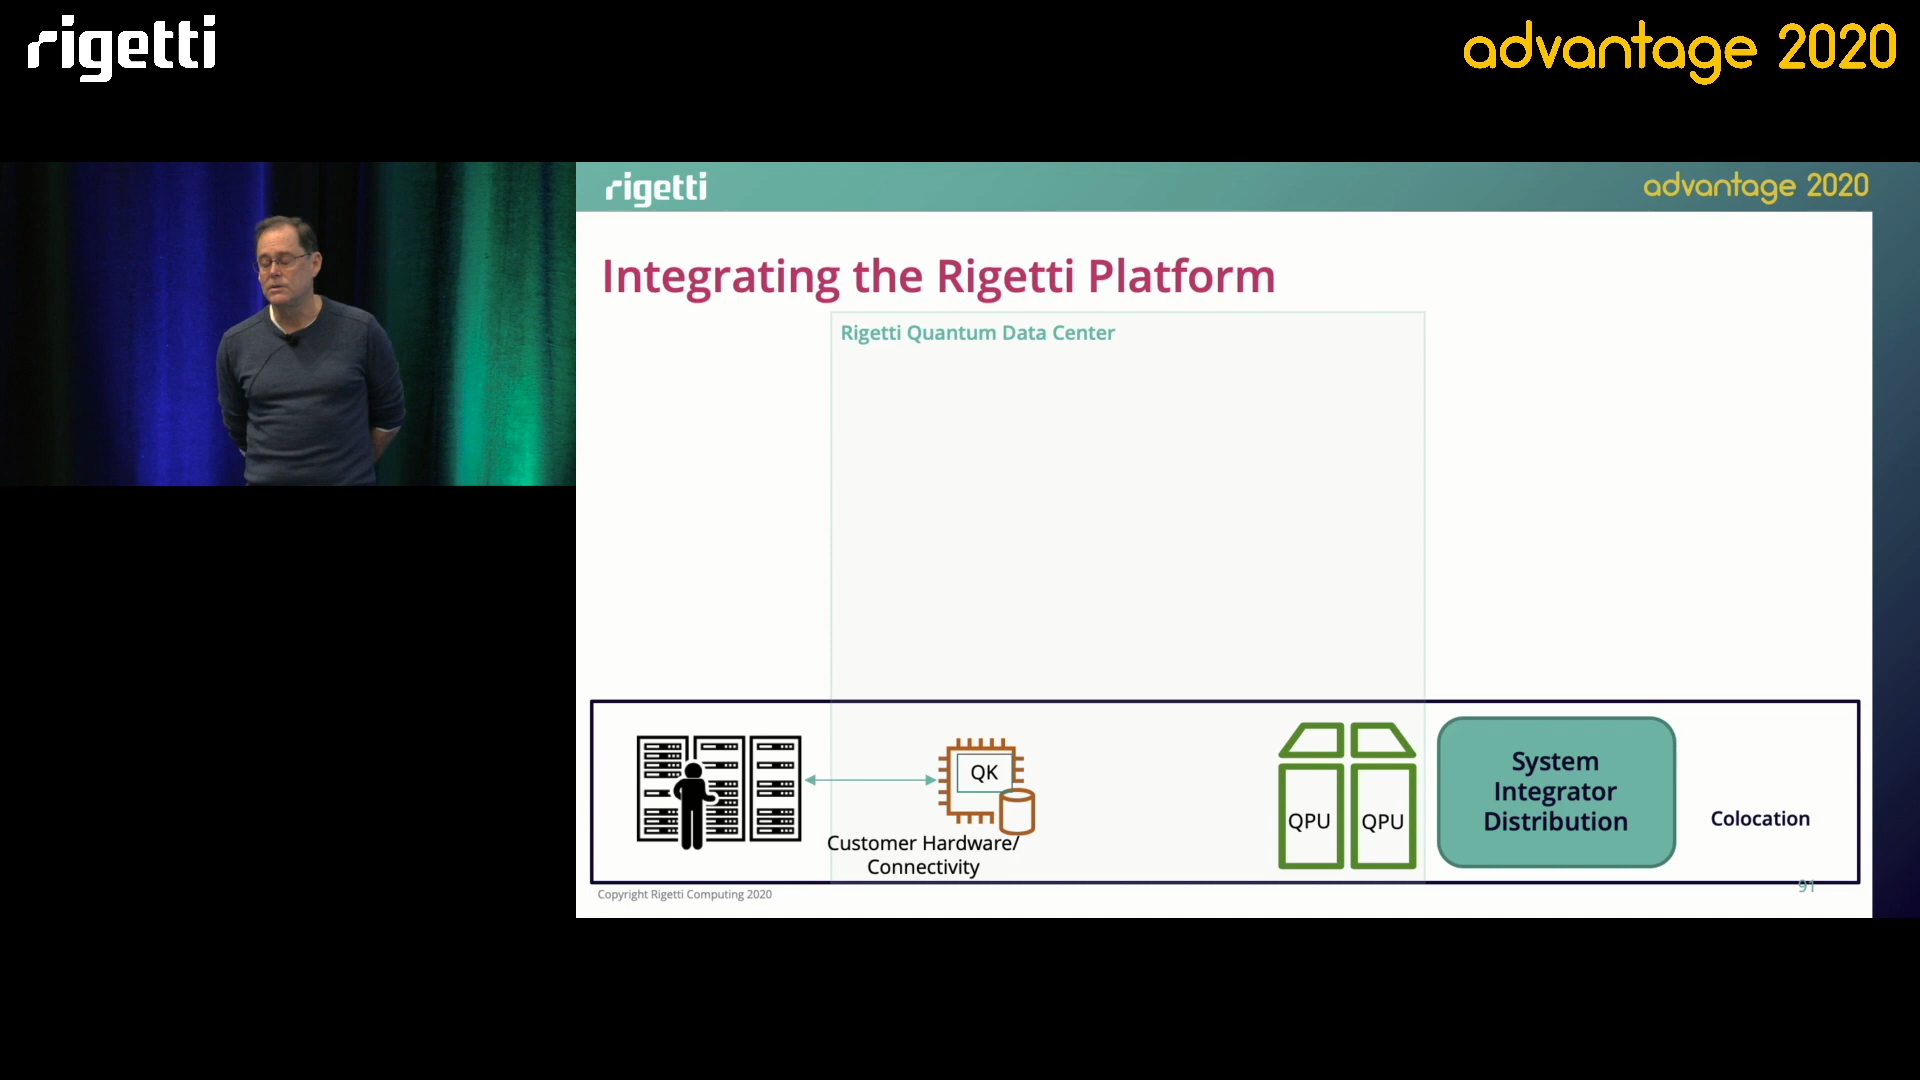 rigetti
advantage 2020
rigetti
advantage 2020
Integrating the Rigetti Platform
Rigetti Quantum Data Center
QK
Customer Hardware/
Connectivity
QPU
QPU
System
Integrator
Distribution
Colocation
Copyright Rigetti Computing 2020
91